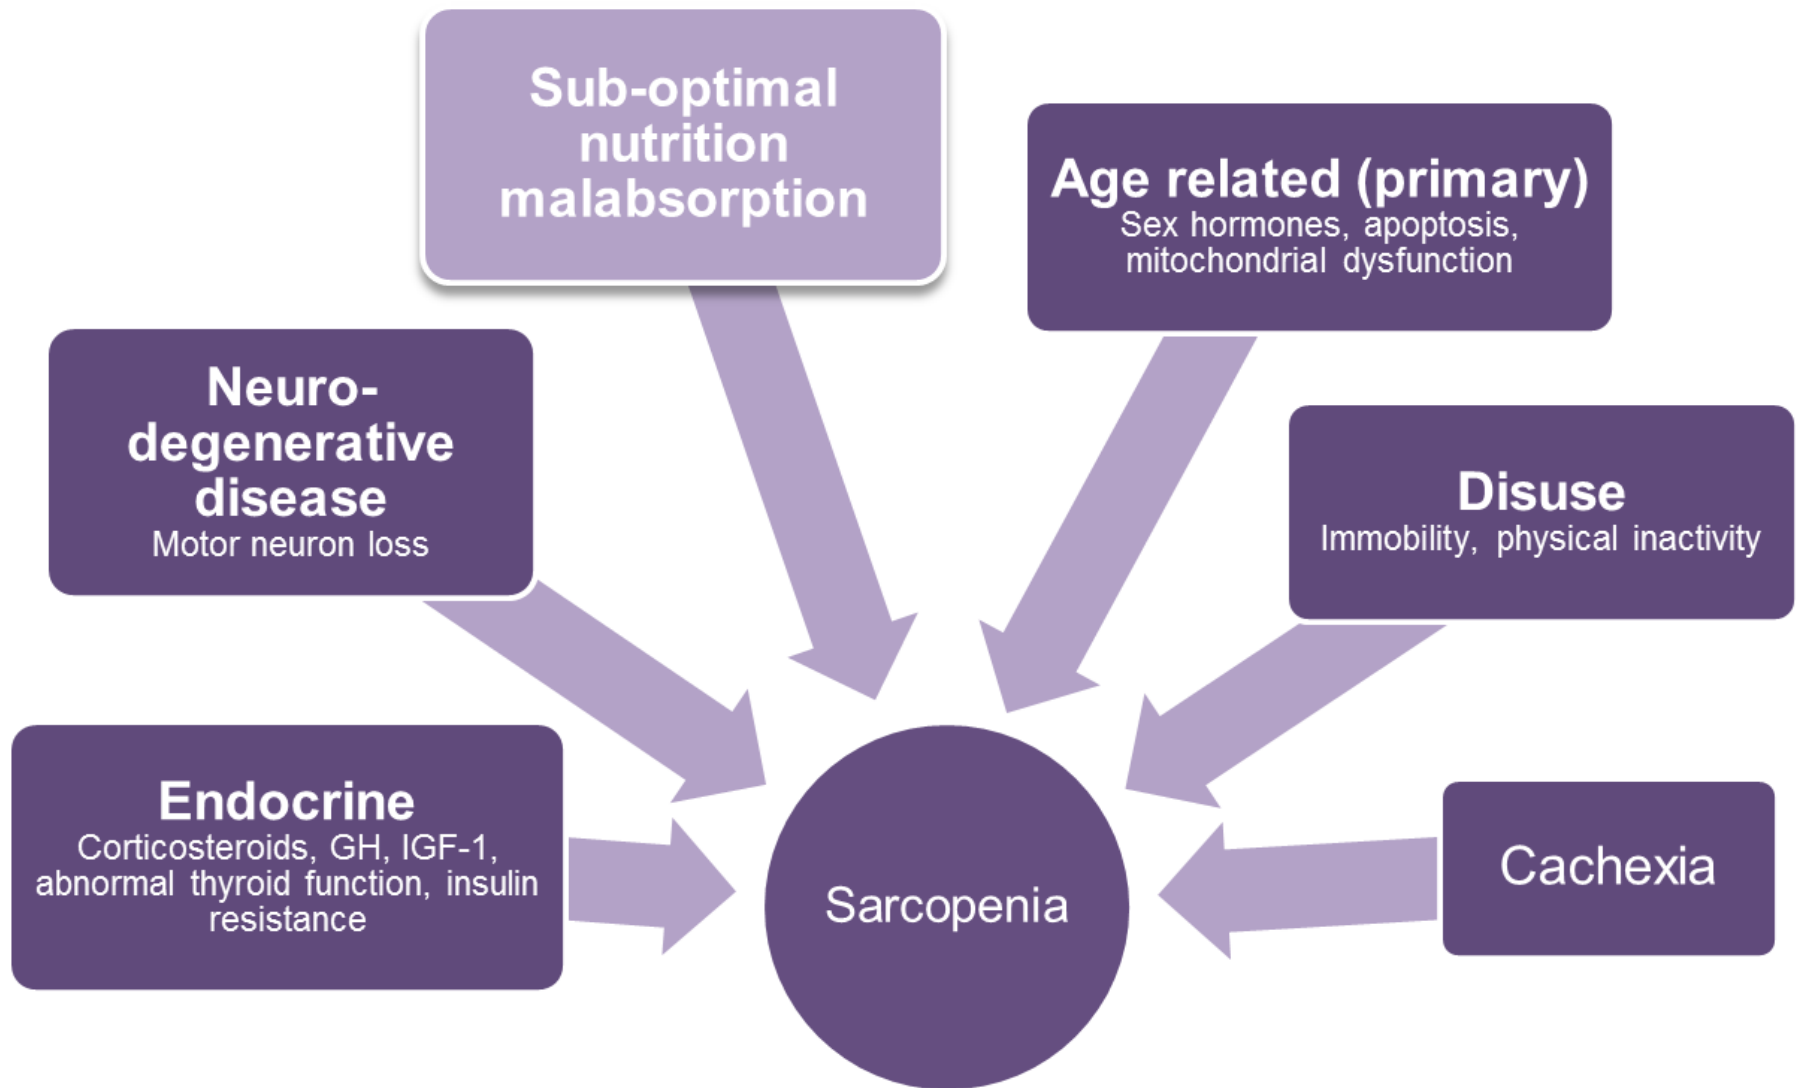 Sub-optimal
nutrition
malabsorption
Age related (primary)
Sex hormones, apoptosis,
mitochondrial dysfunction
Neuro-
degenerative
disease
Motor neuron loss
Disuse
Immobility, physical inactivity
Endocrine
Corticosteroids, GH, IGF-1,
abnormal thyroid function, insulin
resistance
Cachexia
Sarcopenia